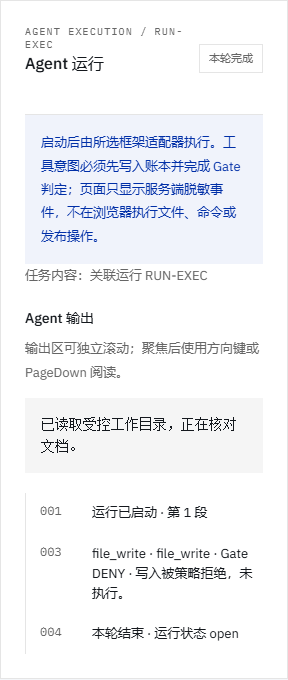 AGENT EXECUTION / RUN-
EXEC
Agent 运行
本轮完成
启动后由所选框架适配器执行。工
具意图必须先写入账本并完成 Gate
判定；页面只显示服务端脱敏事
件，不在浏览器执行文件、命令或
发布操作。
任务内容：关联运行 RUN-EXEC
Agent 输出
输出区可独立滚动；聚焦后使用方向键或
PageDown 阅读。
已读取受控工作目录，正在核对
文档。
001 运行已启动 · 第 1 段
003 file_write · file_write · Gate
DENY · 写入被策略拒绝，未
执行。
004 本轮结束 · 运行状态 open